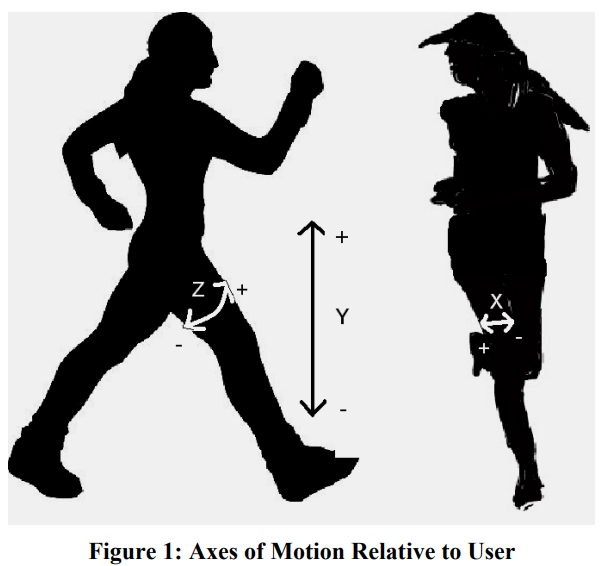 Z
+
-
+
Y
-
X
+
-
Figure 1: Axes of Motion Relative to User